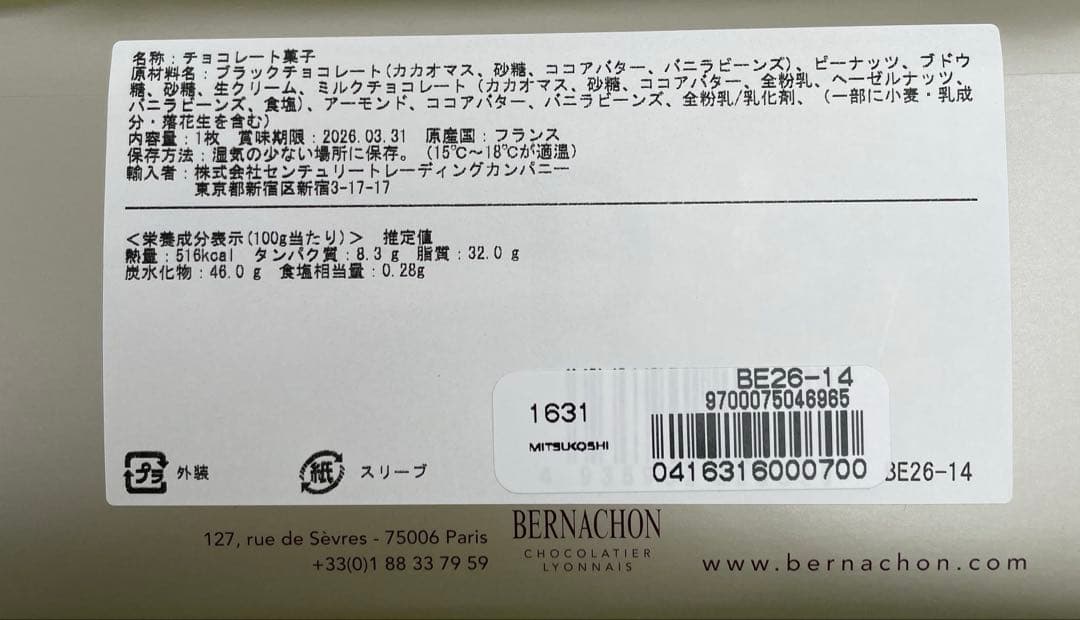 名称：チョコレート菓子
原材料名：ブラックチョコレート(カカオマス、砂糖、ココアバター、バニラビーンズ)、ピーナッツ、ブドウ
糖、砂糖、生クリーム、ミルクチョコレート（カカオマス、砂糖、ココアバター、全粉乳、ヘーゼルナッツ、
バニラビーンズ、食塩)、アーモンド、ココアバター、バニラビーンズ、全粉乳/乳化剤、（一部に小麦・乳成
分・落花生を含む)
内容量：1枚 賞味期限：2026.03.31 原産国：フランス
保存方法：湿気の少ない場所に保存。（15℃〜18℃が適温)
輸入者：株式会社センチュリートレーディングカンパニー
東京都新宿区新宿3-17-17
＜栄養成分表示(100g当たり)＞ 推定値
熱量：516kcal タンパク質：8.3ｇ 脂質：32.0ｇ
炭水化物：46.0ｇ 食塩相当量：0.28g
BE26-14
9700075046965
1631
MITSUKOSHI
0416316000700
BE26-14
プラ 外装
紙 スリーブ
127, rue de Sèvres - 75006 Paris
+33(0)1 88 33 79 59
BERNACHON
CHOCOLATIER
LYONNAIS
www.bernachon.com